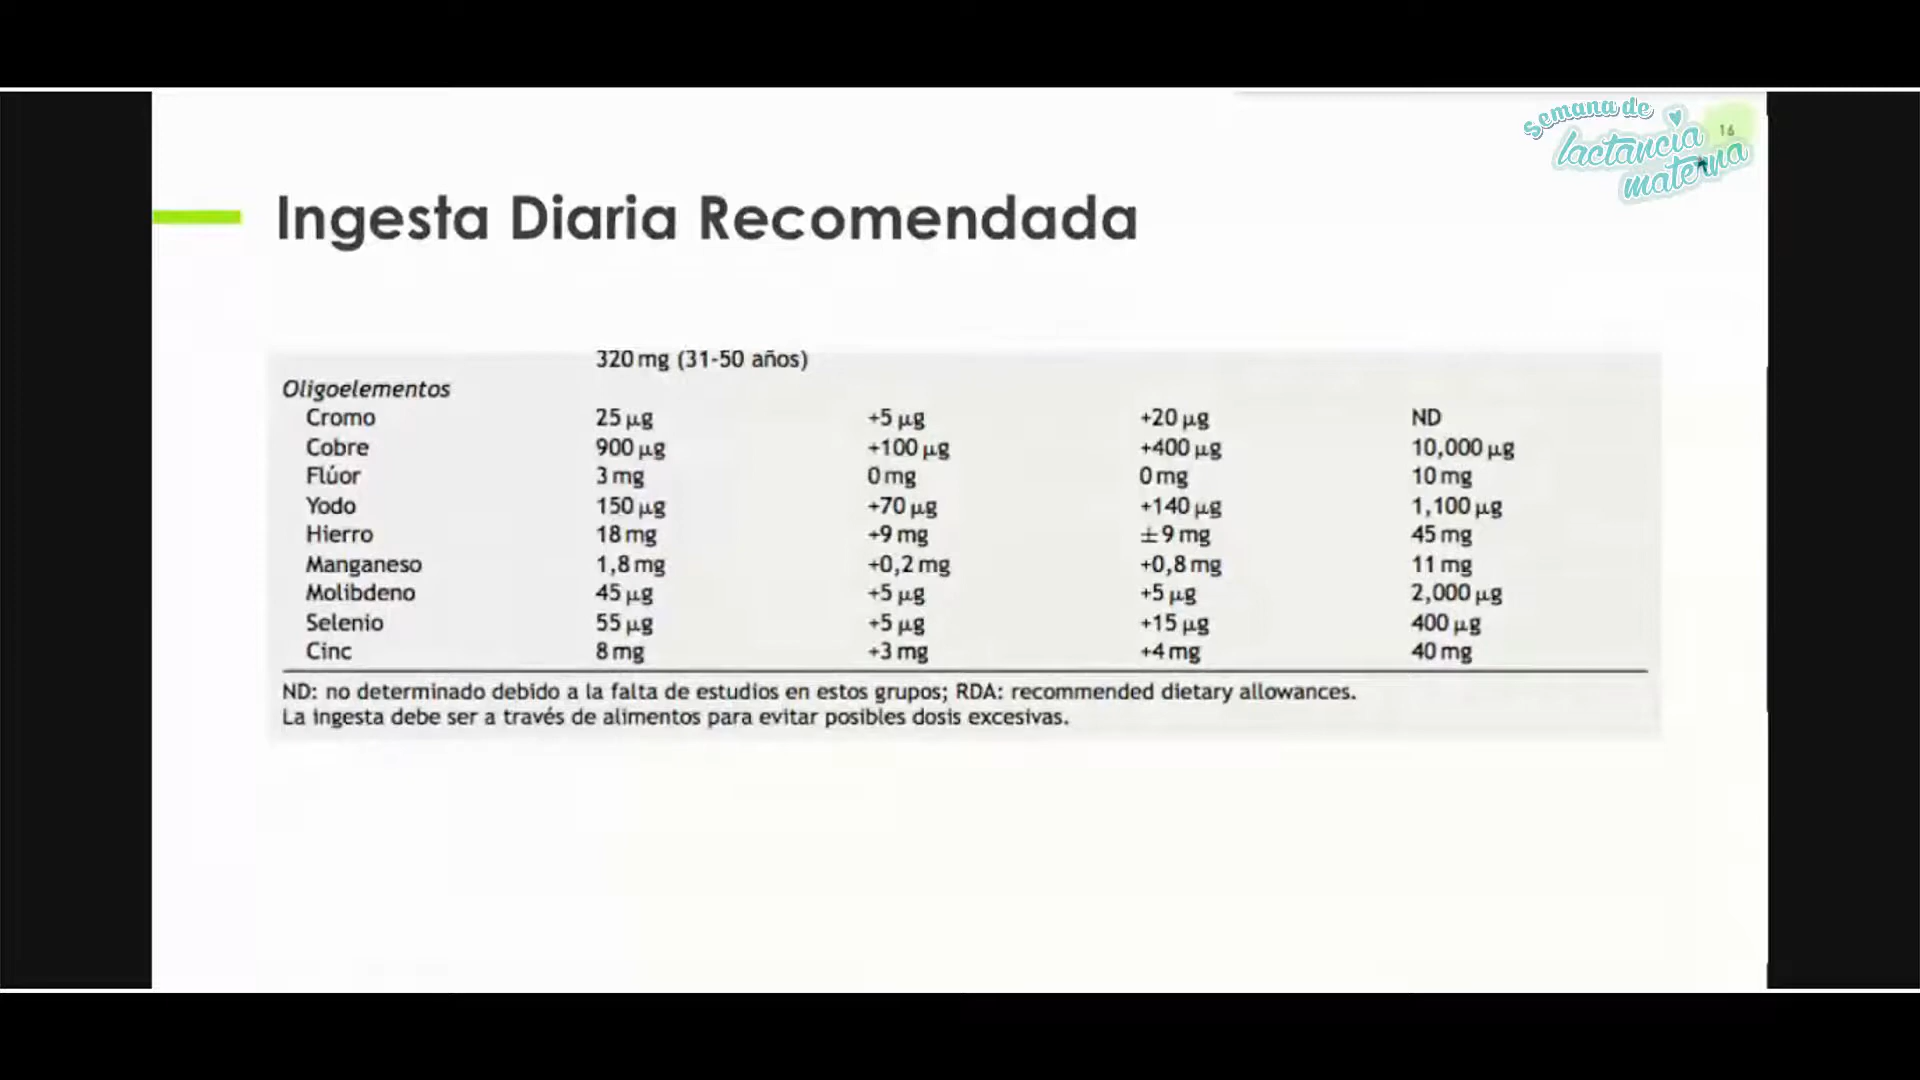 semana de
lactancia
materna
16
Ingesta Diaria Recomendada
320 mg (31-50 años)
Oligoelementos
Cromo 25 µg +5 µg +20 µg ND
Cobre 900 µg +100 µg +400 µg 10,000 µg
Flúor 3 mg 0 mg 0 mg 10 mg
Yodo 150 µg +70 µg +140 µg 1,100 µg
Hierro 18 mg +9 mg ±9 mg 45 mg
Manganeso 1,8 mg +0,2 mg +0,8 mg 11 mg
Molibdeno 45 µg +5 µg +5 µg 2,000 µg
Selenio 55 µg +5 µg +15 µg 400 µg
Cinc 8 mg +3 mg +4 mg 40 mg
ND: no determinado debido a la falta de estudios en estos grupos; RDA: recommended dietary allowances.
La ingesta debe ser a través de alimentos para evitar posibles dosis excesivas.